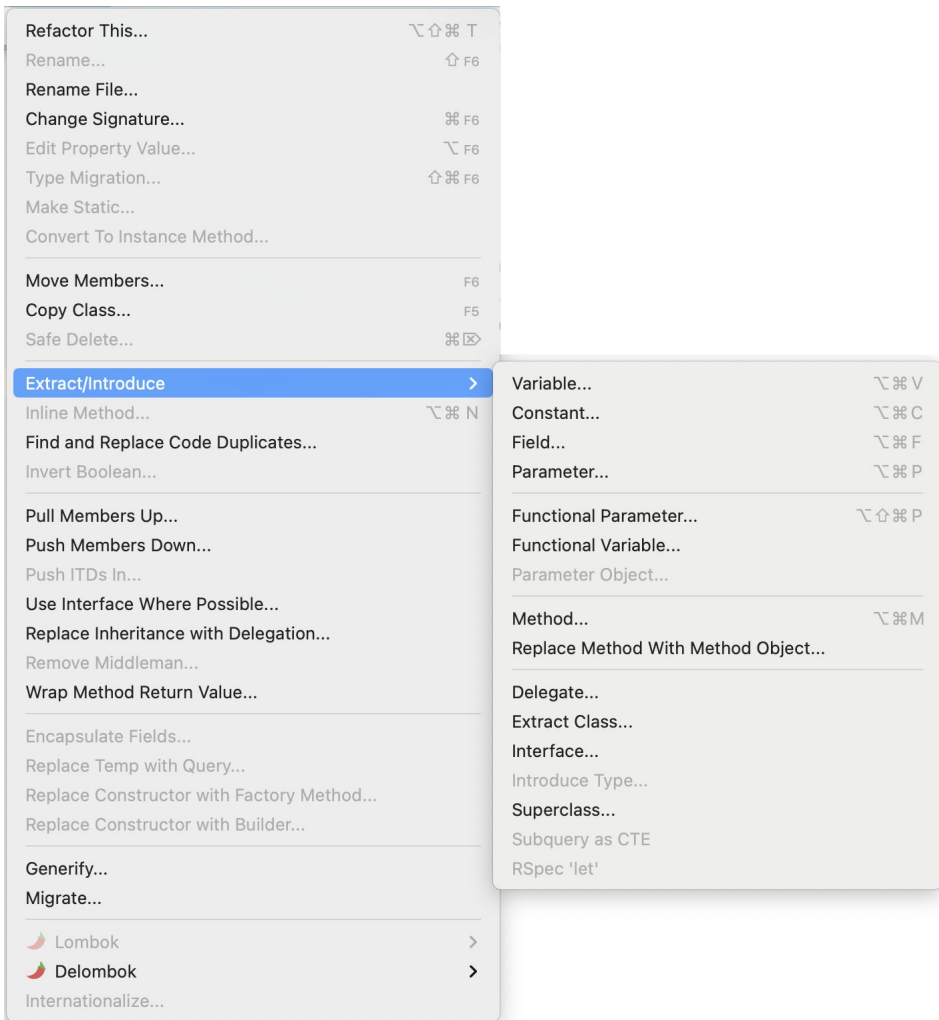 Refactor This... ⌥⇧⌘ T
Rename... ⇧ F6
Rename File...
Change Signature... ⌘ F6
Edit Property Value... ⌥ F6
Type Migration... ⇧⌘ F6
Make Static...
Convert To Instance Method...
Move Members... F6
Copy Class... F5
Safe Delete... ⌘⌦
Extract/Introduce
Inline Method... ⌥⌘ N
Find and Replace Code Duplicates...
Invert Boolean...
Pull Members Up...
Push Members Down...
Push ITDs In...
Use Interface Where Possible...
Replace Inheritance with Delegation...
Remove Middleman...
Wrap Method Return Value...
Encapsulate Fields...
Replace Temp with Query...
Replace Constructor with Factory Method...
Replace Constructor with Builder...
Generify...
Migrate...
Lombok
Delombok
Internationalize...
Variable... ⌥⌘ V
Constant... ⌥⌘ C
Field... ⌥⌘ F
Parameter... ⌥⌘ P
Functional Parameter... ⌥⇧⌘ P
Functional Variable...
Parameter Object...
Method... ⌥⌘M
Replace Method With Method Object...
Delegate...
Extract Class...
Interface...
Introduce Type...
Superclass...
Subquery as CTE
RSpec 'let'